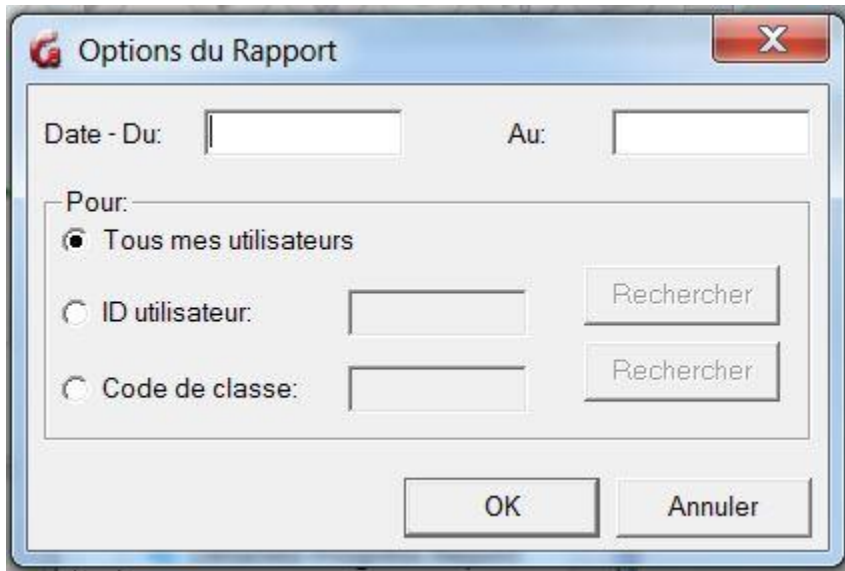 Options du Rapport
Date - Du: Au:
Pour:
Tous mes utilisateurs
ID utilisateur: Rechercher
Code de classe: Rechercher
OK Annuler